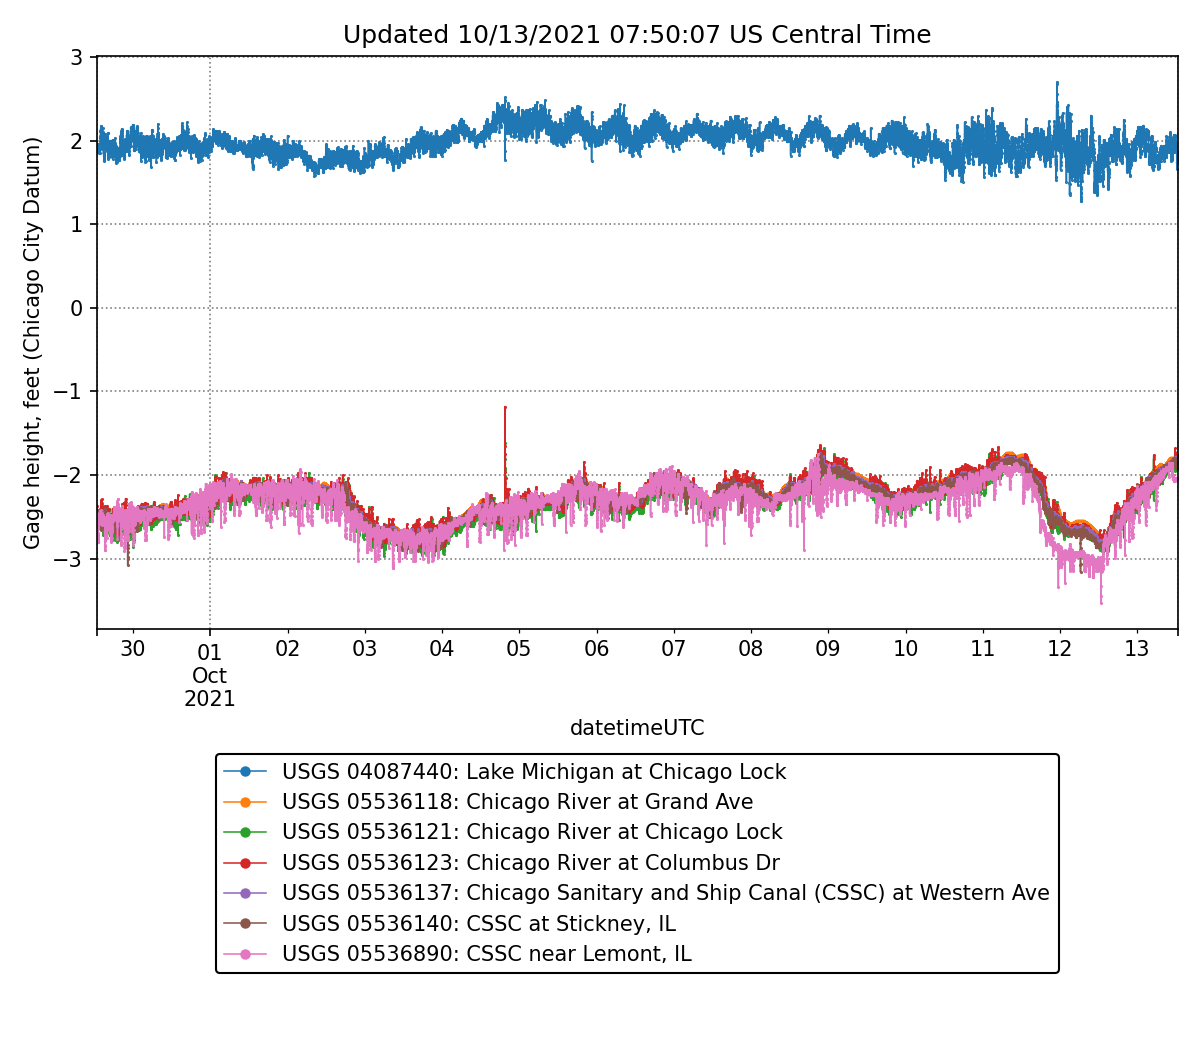 Updated 10/13/2021 07:50:07 US Central Time
Gage height, feet (Chicago City Datum)
3
2
1
0
−1
−2
−3
30
01
Oct
2021
02
03
04
05
06
07
08
09
10
11
12
13
datetimeUTC
USGS 04087440: Lake Michigan at Chicago Lock
USGS 05536118: Chicago River at Grand Ave
USGS 05536121: Chicago River at Chicago Lock
USGS 05536123: Chicago River at Columbus Dr
USGS 05536137: Chicago Sanitary and Ship Canal (CSSC) at Western Ave
USGS 05536140: CSSC at Stickney, IL
USGS 05536890: CSSC near Lemont, IL